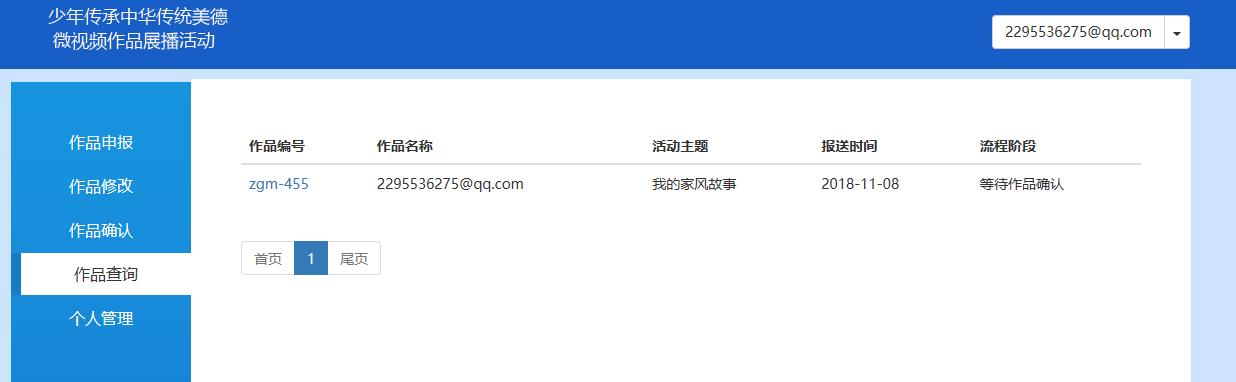 少年传承中华传统美德
微视频作品展播活动
2295536275@qq.com
作品申报
作品修改
作品确认
作品查询
个人管理
作品编号 作品名称 活动主题 报送时间 流程阶段
zgm-455 2295536275@qq.com 我的家风故事 2018-11-08 等待作品确认
首页 1 尾页